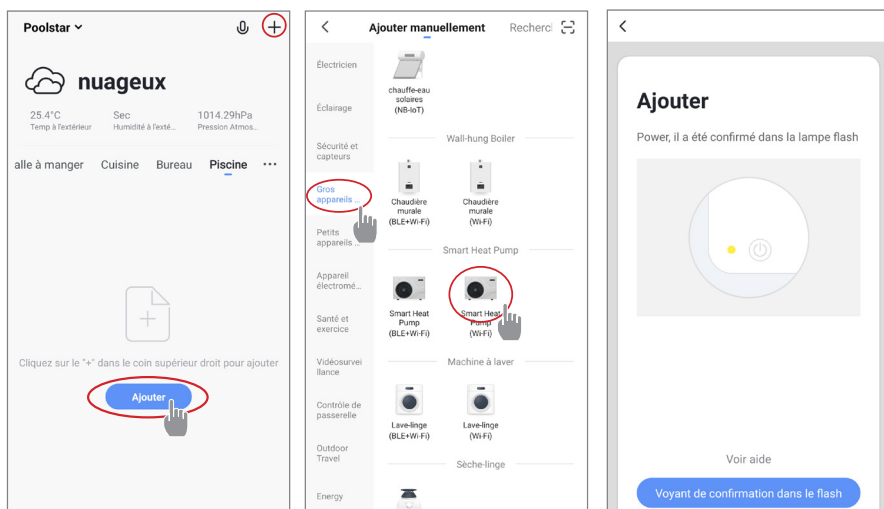 Poolstar
nuageux
25.4°C
Sec
1014.29hPa
Temp à l'extérieur
Humidité à l'exté...
Pression Atmos..
alle à manger
Cuisine
Bureau
Piscine
Cliquez sur le "+" dans le coin supérieur droit pour ajouter
Ajouter
Ajouter manuellement
Recherc
Électricien
Éclairage
Sécurité et
capteurs
Gros
appareils ...
Petits
appareils ...
Appareil
électromé...
Santé et
exercice
Vidéosurvei
llance
Contrôle de
passerelle
Outdoor
Travel
Energy
chauffe-eau
solaires
(NB-IoT)
Wall-hung Boiler
Chaudière
murale
(BLE+Wi-Fi)
Chaudière
murale
(Wi-Fi)
Smart Heat Pump
Smart Heat
Pump
(BLE+Wi-Fi)
Smart Heat
Pump
(Wi-Fi)
Machine à laver
Lave-linge
(BLE+Wi-Fi)
Lave-linge
(Wi-Fi)
Sèche-linge
Ajouter
Power, il a été confirmé dans la lampe flash
Voir aide
Voyant de confirmation dans le flash